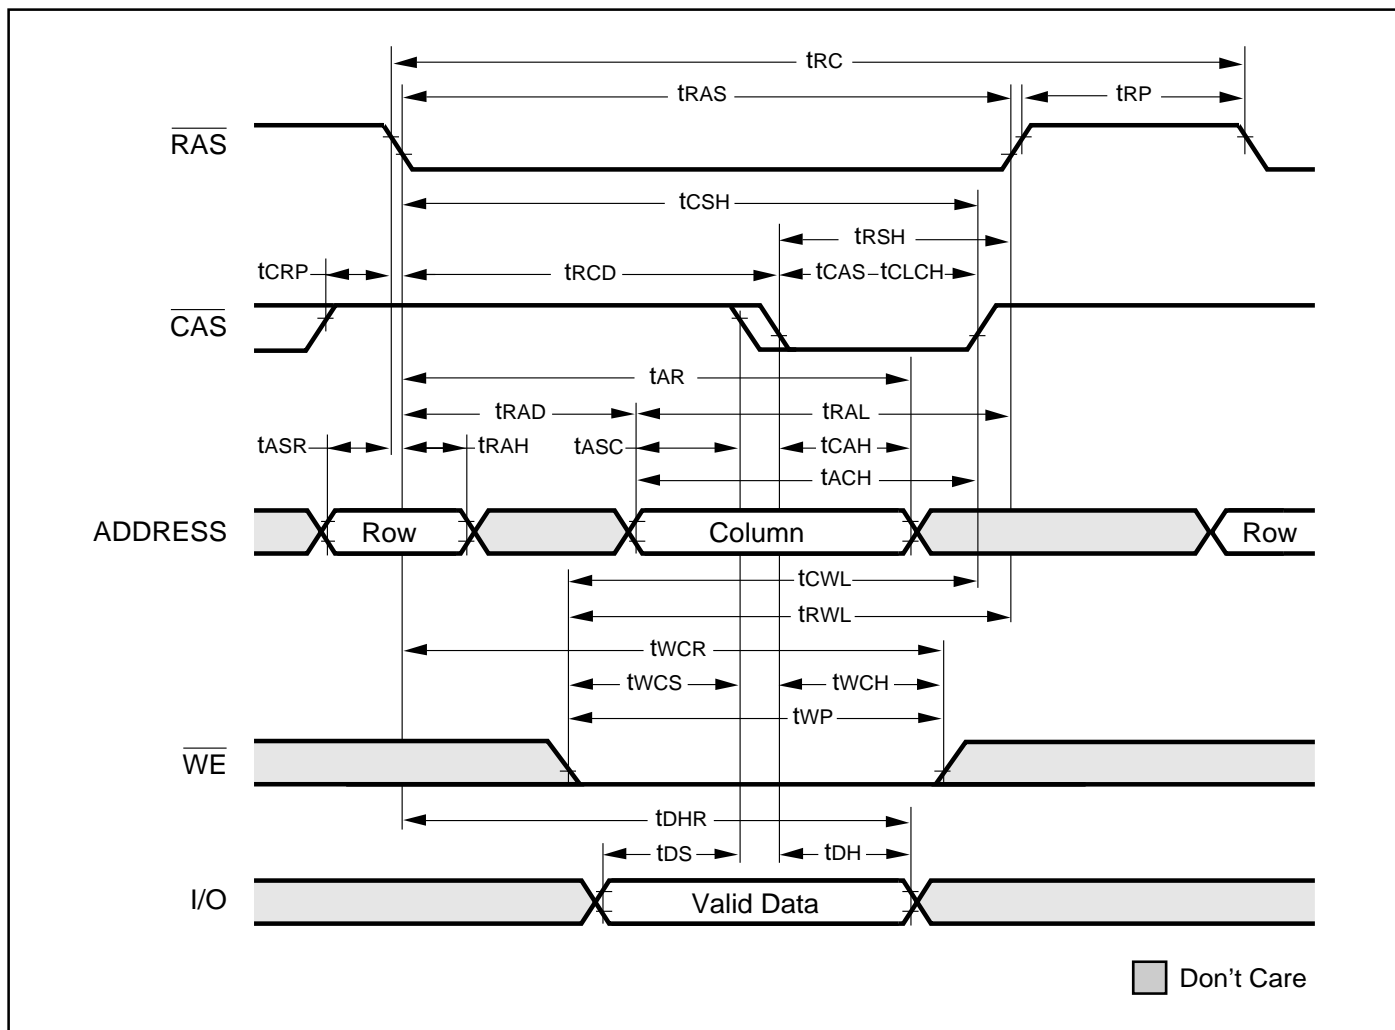 tRC
tRAS
tRP
RAS
tCSH
tRSH
tCRP
tRCD
tCAS
tCLCH
CAS
tAR
tRAD
tRAL
tASR
tRAH
tASC
tCAH
tACH
ADDRESS
Row
Column
Row
tCWL
tRWL
tWCR
tWCS
tWCH
tWP
WE
tDHR
tDS
tDH
I/O
Valid Data
Don't Care